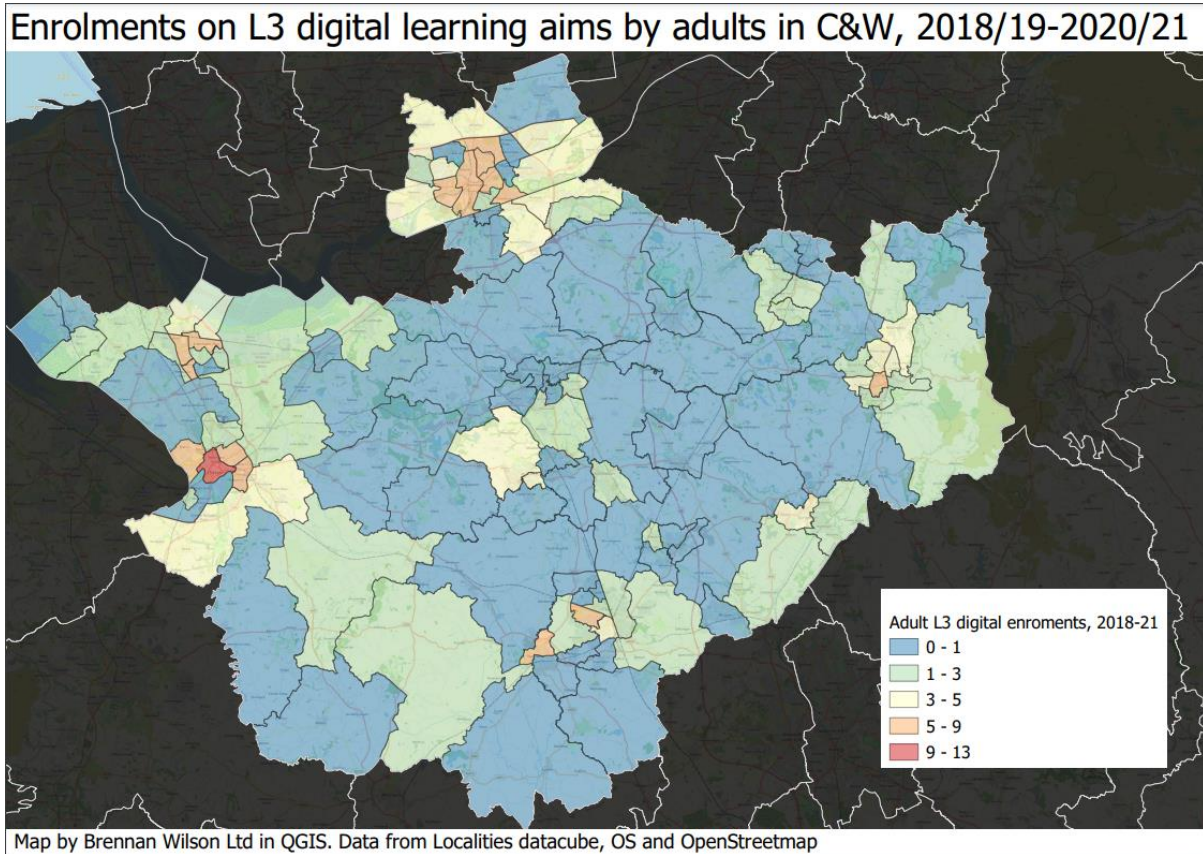 Enrolments on L3 digital learning aims by adults in C&W, 2018/19-2020/21
Adult L3 digital enroments, 2018-21
0 - 1
1 - 3
3 - 5
5 - 9
9 - 13
Map by Brennan Wilson Ltd in QGIS. Data from Localities datacube, OS and OpenStreetmap